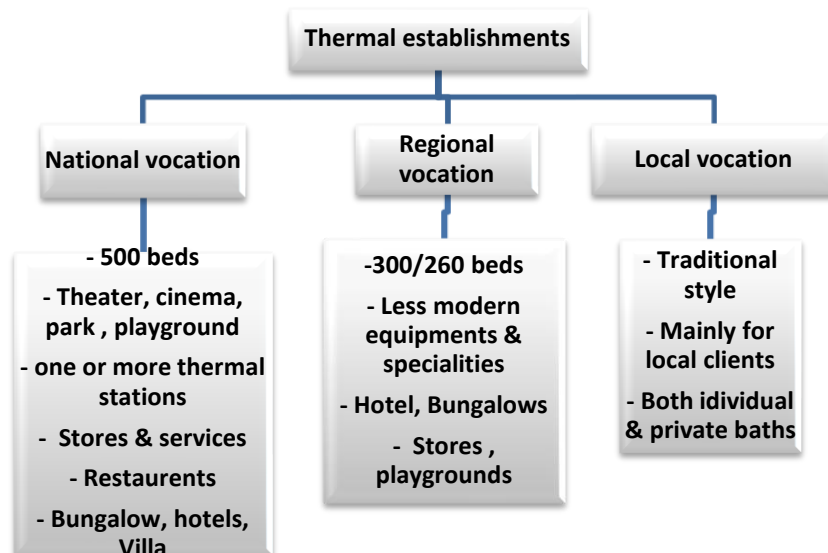 Thermal establishments
National vocation
Regional
vocation
Local vocation
- 500 beds
- Theater, cinema,
park , playground
- one or more thermal
stations
- Stores & services
- Restaurents
- Bungalow, hotels,
Villa
-300/260 beds
- Less modern
equipments &
specialities
- Hotel, Bungalows
- Stores ,
playgrounds
- Traditional
style
- Mainly for
local clients
- Both idividual
& private baths